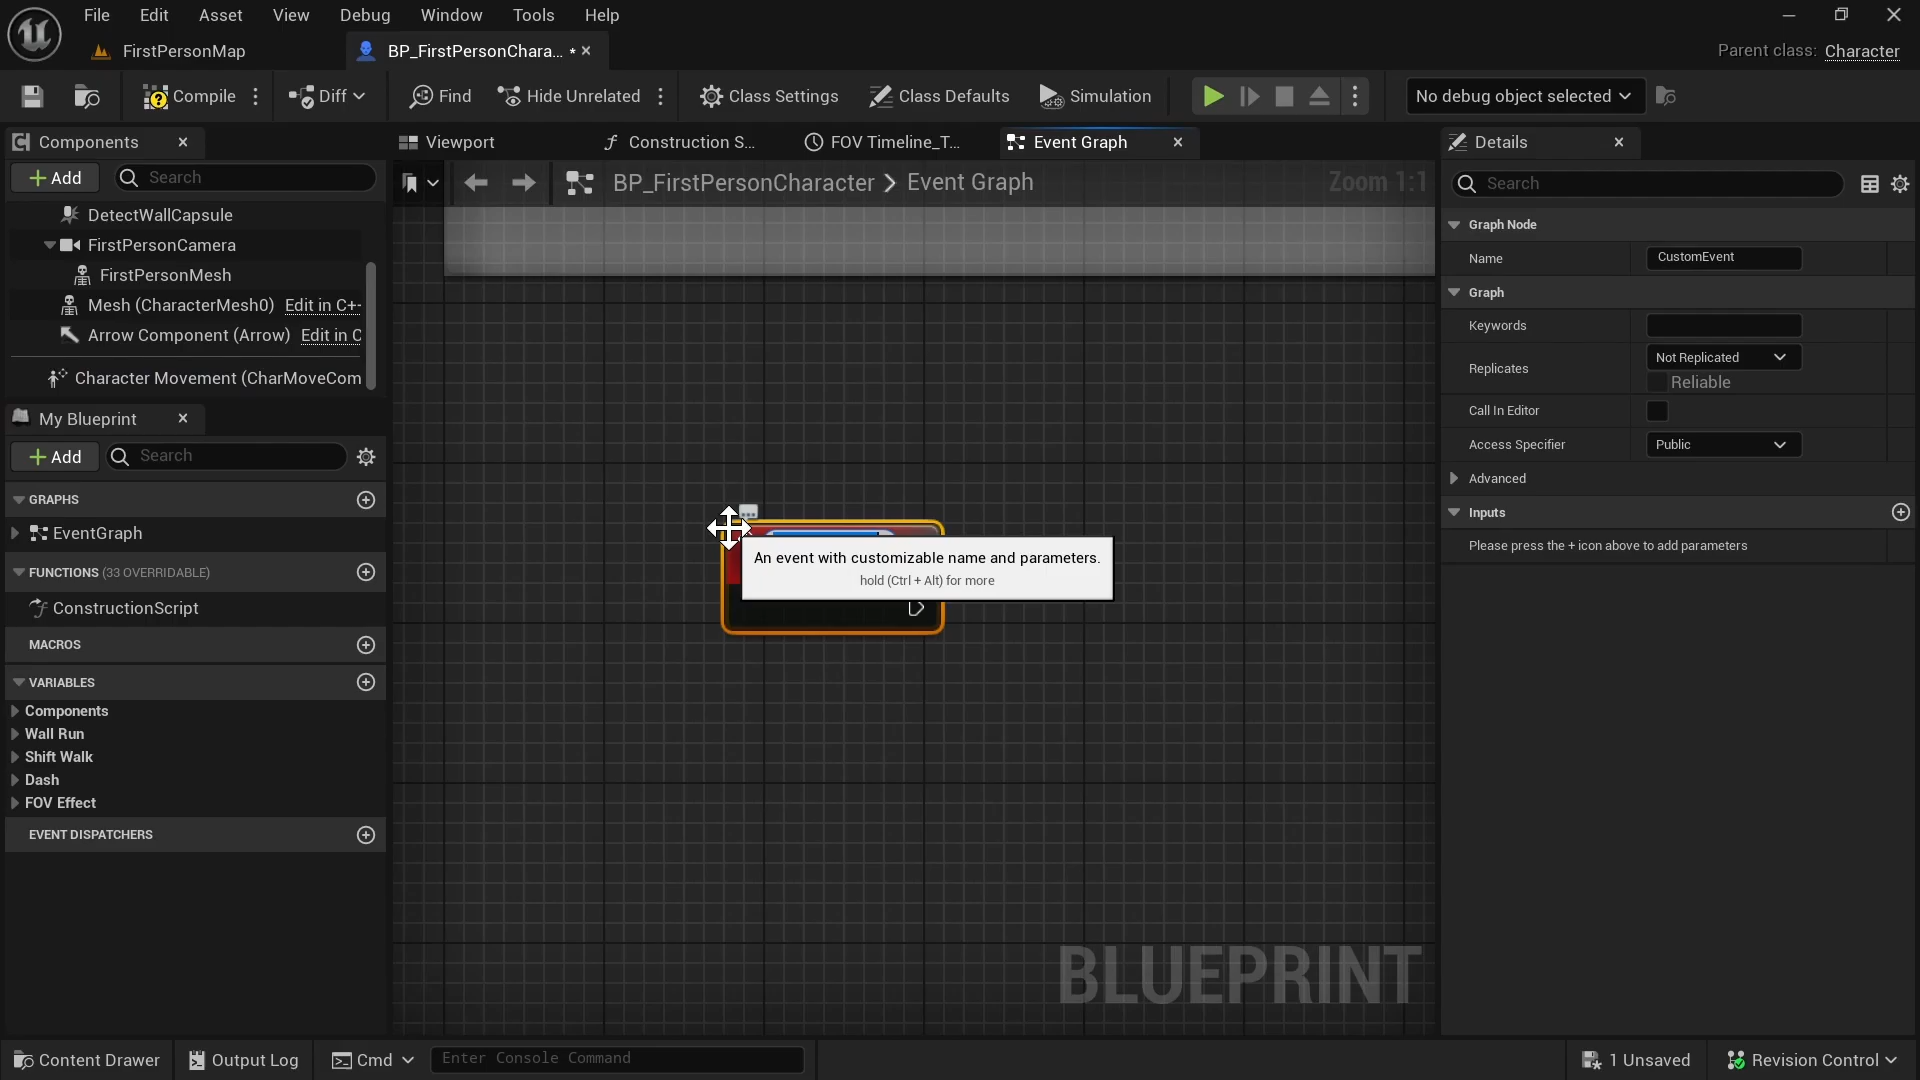 File Edit Asset View Debug Window Tools Help
FirstPersonMap
BP_FirstPersonChara... *
Parent class: Character
Compile
Diff
Find
Hide Unrelated
Class Settings
Class Defaults
Simulation
No debug object selected
Components
Viewport
Construction S...
FOV Timeline_T...
Event Graph
Details
Add
Search
BP_FirstPersonCharacter > Event Graph
Zoom 1:1
Search
DetectWallCapsule
FirstPersonCamera
FirstPersonMesh
Mesh (CharacterMesh0) Edit in C+
Arrow Component (Arrow) Edit in C
Character Movement (CharMoveCom
My Blueprint
Add
Search
GRAPHS
EventGraph
FUNCTIONS (33 OVERRIDABLE)
ConstructionScript
MACROS
VARIABLES
Components
Wall Run
Shift Walk
Dash
FOV Effect
EVENT DISPATCHERS
An event with customizable name and parameters.
hold (Ctrl + Alt) for more
BLUEPRINT
Graph Node
Name
CustomEvent
Graph
Keywords
Replicates
Not Replicated
Reliable
Call In Editor
Access Specifier
Public
Advanced
Inputs
Please press the + icon above to add parameters
Content Drawer
Output Log
Cmd
Enter Console Command
1 Unsaved
Revision Control